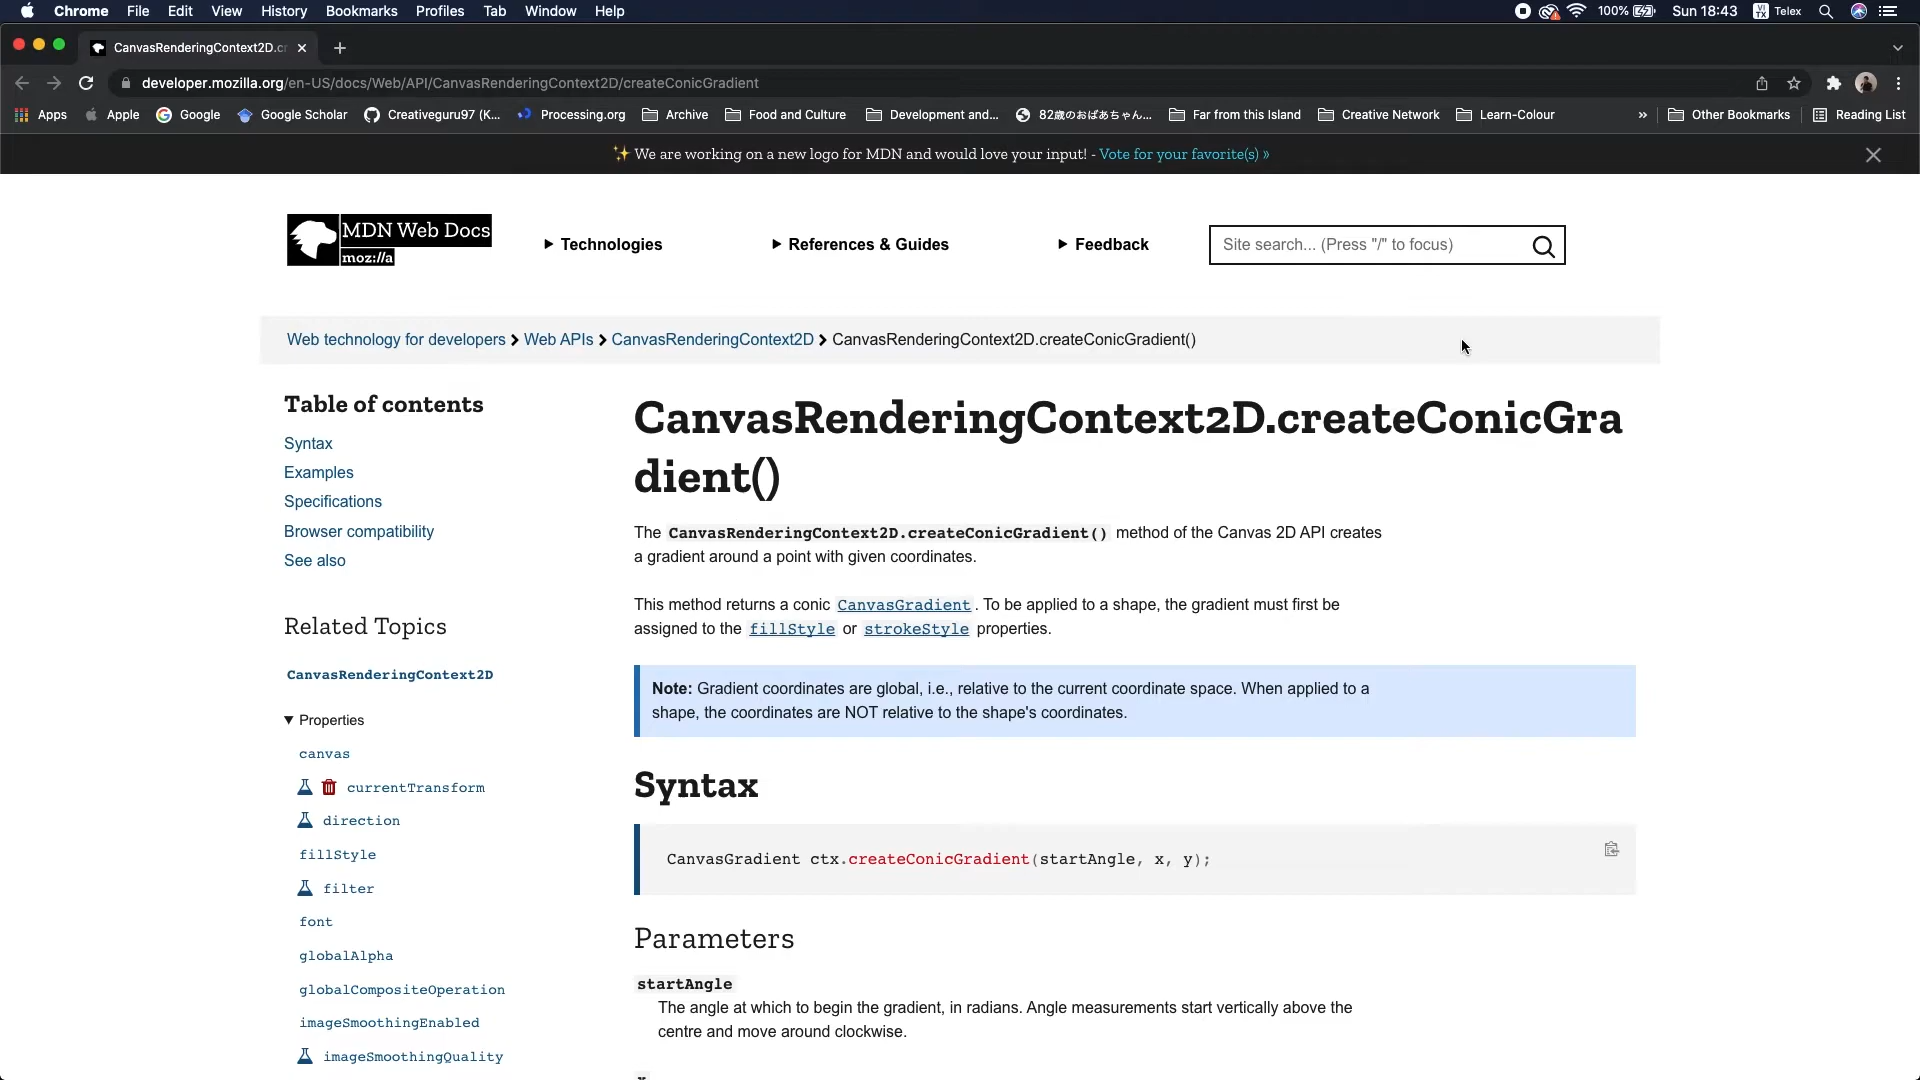 Chrome File Edit View History Bookmarks Profiles Tab Window Help 100% Sun 18:43 VI TX Telex
CanvasRenderingContext2D.cr
developer.mozilla.org/en-US/docs/Web/API/CanvasRenderingContext2D/createConicGradient
Apps Apple Google Google Scholar Creativeguru97 (K... Processing.org Archive Food and Culture Development and... 82歳のおばあちゃん... Far from this Island Creative Network Learn-Colour » Other Bookmarks Reading List
✨ We are working on a new logo for MDN and would love your input! - Vote for your favorite(s) »
MDN Web Docs
moz://a
▶ Technologies ▶ References & Guides ▶ Feedback Site search... (Press "/" to focus)
Web technology for developers > Web APIs > CanvasRenderingContext2D > CanvasRenderingContext2D.createConicGradient()
Table of contents
Syntax
Examples
Specifications
Browser compatibility
See also
Related Topics
CanvasRenderingContext2D
▼ Properties
canvas
currentTransform
direction
fillStyle
filter
font
globalAlpha
globalCompositeOperation
imageSmoothingEnabled
imageSmoothingQuality
CanvasRenderingContext2D.createConicGra
dient()
The CanvasRenderingContext2D.createConicGradient() method of the Canvas 2D API creates
a gradient around a point with given coordinates.
This method returns a conic CanvasGradient. To be applied to a shape, the gradient must first be
assigned to the fillStyle or strokeStyle properties.
Note: Gradient coordinates are global, i.e., relative to the current coordinate space. When applied to a
shape, the coordinates are NOT relative to the shape's coordinates.
Syntax
CanvasGradient ctx.createConicGradient(startAngle, x, y);
Parameters
startAngle
The angle at which to begin the gradient, in radians. Angle measurements start vertically above the
centre and move around clockwise.